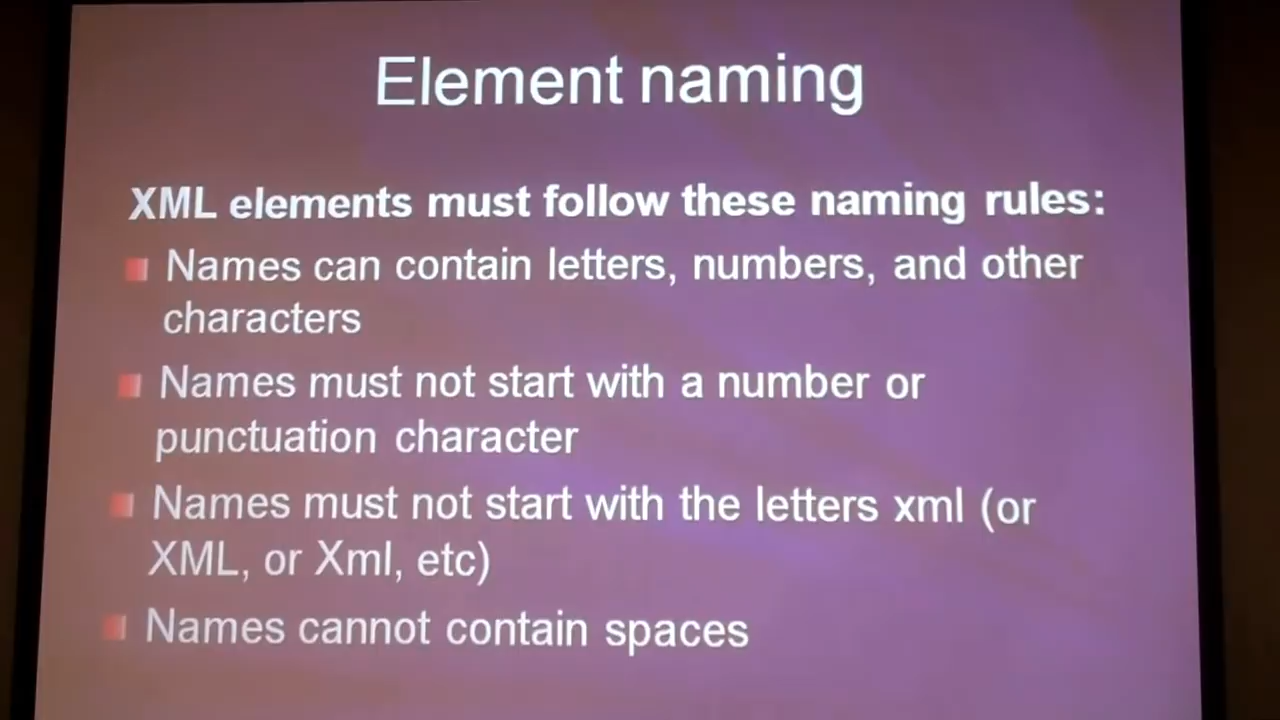 Element naming
XML elements must follow these naming rules:
Names can contain letters, numbers, and other
characters
Names must not start with a number or
punctuation character
Names must not start with the letters xml (or
XML, or Xml, etc)
Names cannot contain spaces